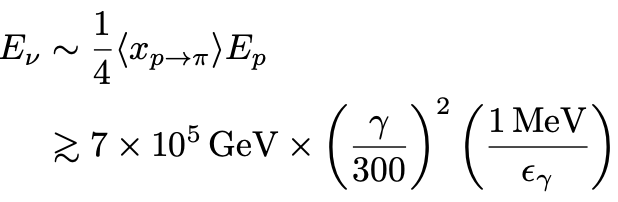 E_ν ∼ 1/4 ⟨x_{p→π}⟩ E_p
≳ 7 × 10^5 GeV × (γ/300)^2 (1 MeV/ϵ_γ)